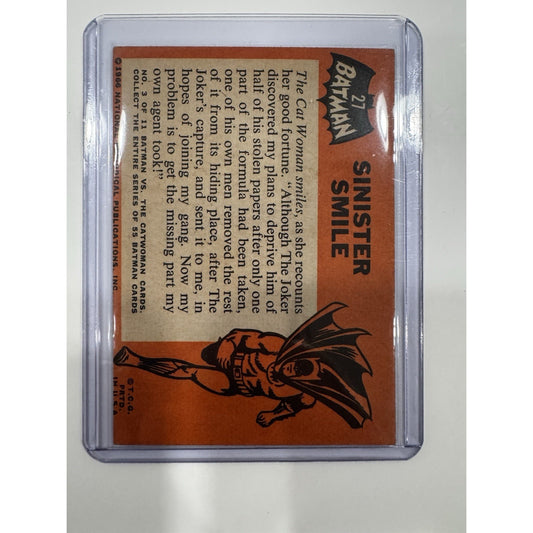 27
BATMAN
SINISTER
SMILE
The Cat Woman smiles, as she recounts
her good fortune. "Although The Joker
discovered my plans to deprive him of
half of his stolen papers after only one
part of the formula had been taken,
one of his own men removed the rest
of it from its hiding place, after The
Joker's capture, and sent it to me, in
hopes of joining my gang. Now my
problem is to get the missing part my
own agent took!"
NO. 3 OF 11 BATMAN VS. THE CATWOMAN CARDS.
COLLECT THE ENTIRE SERIES OF 55 BATMAN CARDS.
©1966 NATIONAL PERIODICAL PUBLICATIONS, INC.
© T.C.G.
PATD.
IN U.S.A.